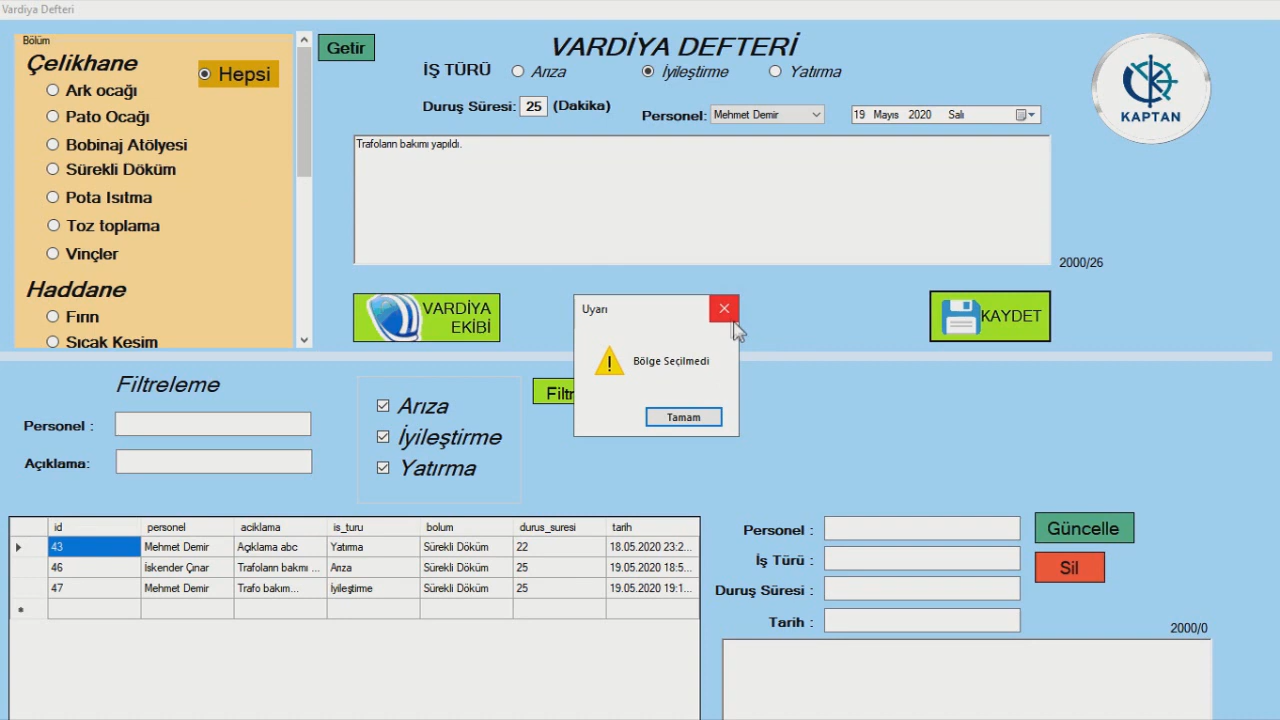 Vardiya Defteri
Bölüm
Çelikhane
Hepsi
Ark ocağı
Pato Ocağı
Bobinaj Atölyesi
Sürekli Döküm
Pota Isıtma
Toz toplama
Vinçler
Haddane
Fırın
Sıcak Kesim
Getir
VARDİYA DEFTERİ
İŞ TÜRÜ Arıza İyileştirme Yatırma
Duruş Süresi: 25 (Dakika)
Personel: Mehmet Demir 19 Mayıs 2020 Salı
KAPTAN
Trafoların bakımı yapıldı.
2000/26
VARDİYA
EKİBİ
KAYDET
Uyarı
Bölge Seçilmedi
Tamam
Filtreleme
Personel :
Açıklama:
Arıza
İyileştirme
Yatırma
Filtr
id personel aciklama is_turu bolum durus_suresi tarih
43 Mehmet Demir Açıklama abc Yatırma Sürekli Döküm 22 18.05.2020 23:2...
46 İskender Çınar Trafoların bakmı ... Arıza Sürekli Döküm 25 19.05.2020 18:5...
47 Mehmet Demir Trafo bakım... İyileştirme Sürekli Döküm 25 19.05.2020 19:1...
Personel :
İş Türü :
Duruş Süresi :
Tarih :
Güncelle
Sil
2000/0